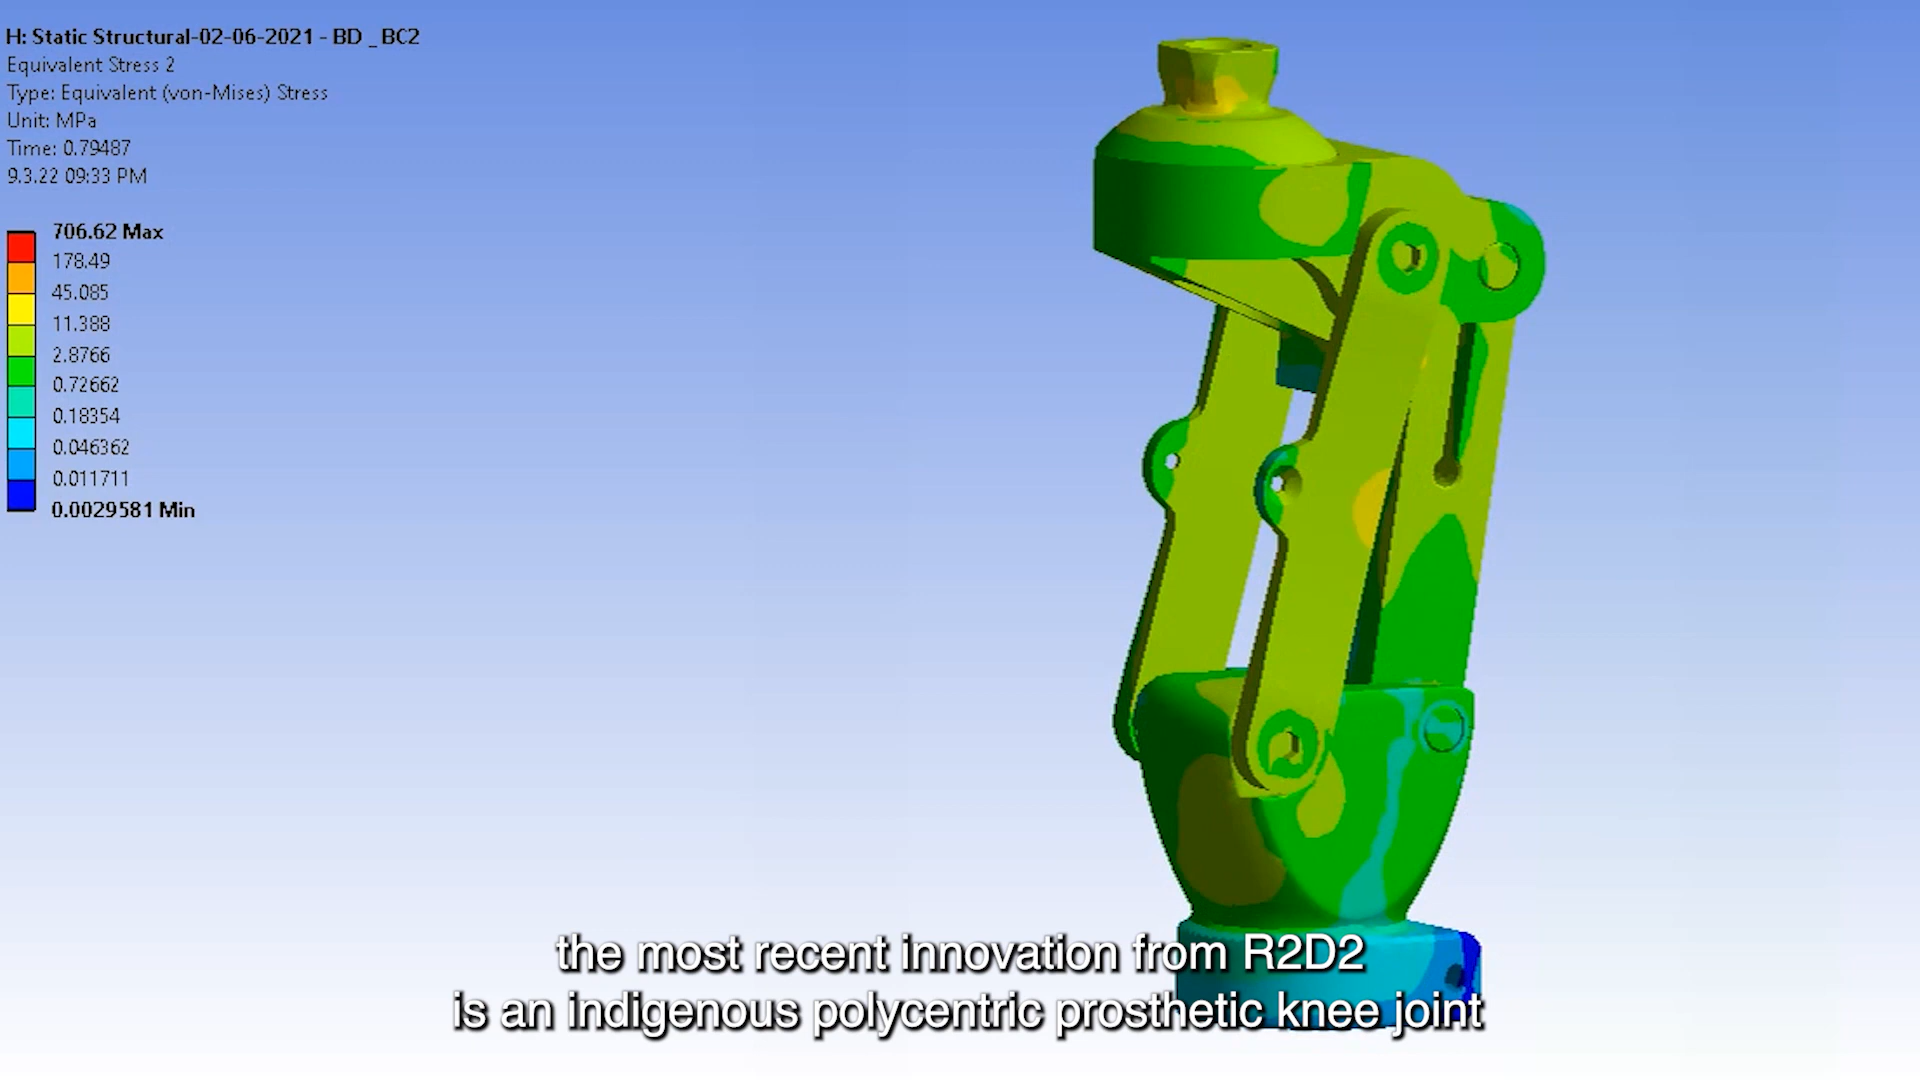 H: Static Structural-02-06-2021 - BD _ BC2
Equivalent Stress 2
Type: Equivalent (von-Mises) Stress
Unit: MPa
Time: 0.79487
9.3.22 09:33 PM
706.62 Max
178.49
45.085
11.388
2.8766
0.72662
0.18354
0.046362
0.011711
0.0029581 Min
the most recent innovation from R2D2
is an indigenous polycentric prosthetic knee joint